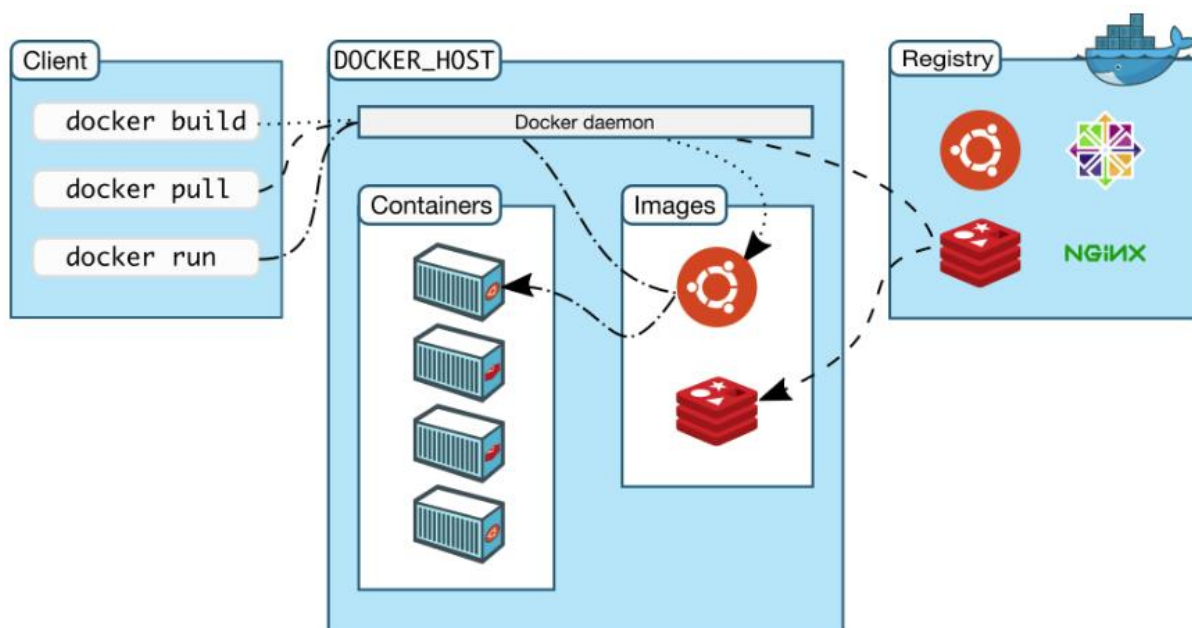 Client
docker build
docker pull
docker run
DOCKER_HOST
Docker daemon
Containers
Images
Registry
NGINX